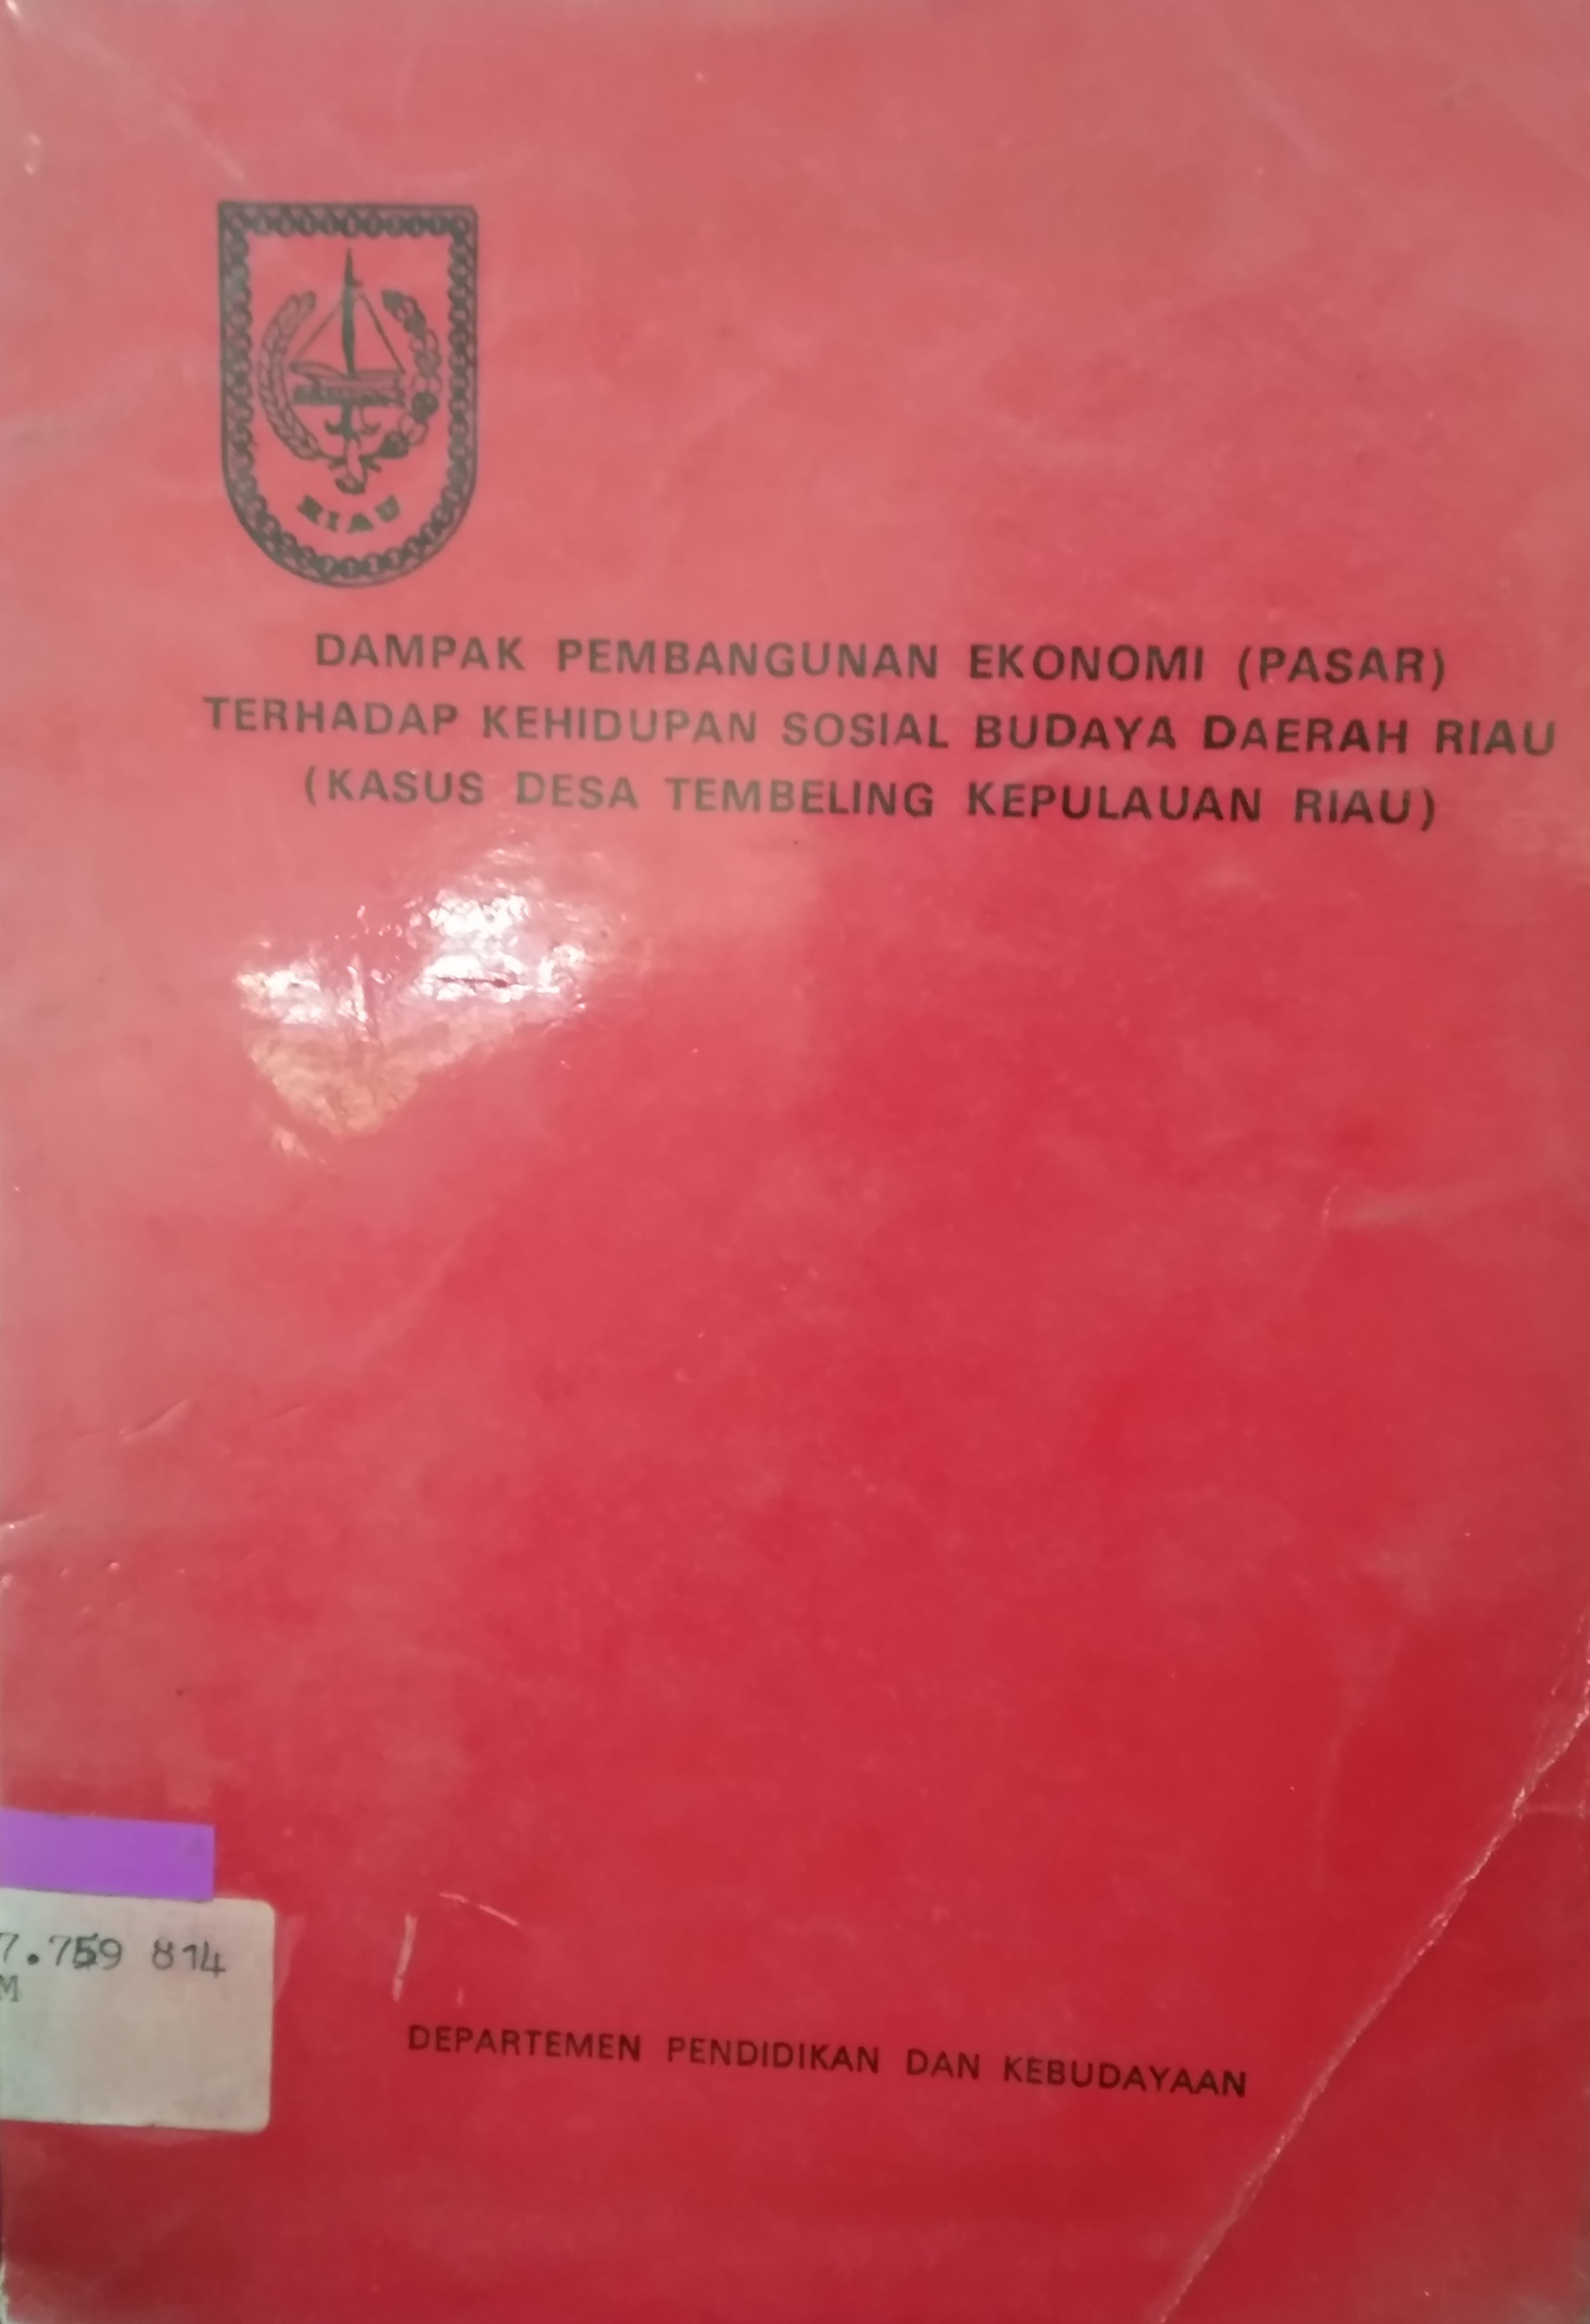 RIAU
DAMPAK PEMBANGUNAN EKONOMI (PASAR)
TERHADAP KEHIDUPAN SOSIAL BUDAYA DAERAH RIAU
(KASUS DESA TEMBELING KEPULAUAN RIAU)
7.759 814
M
DEPARTEMEN PENDIDIKAN DAN KEBUDAYAAN